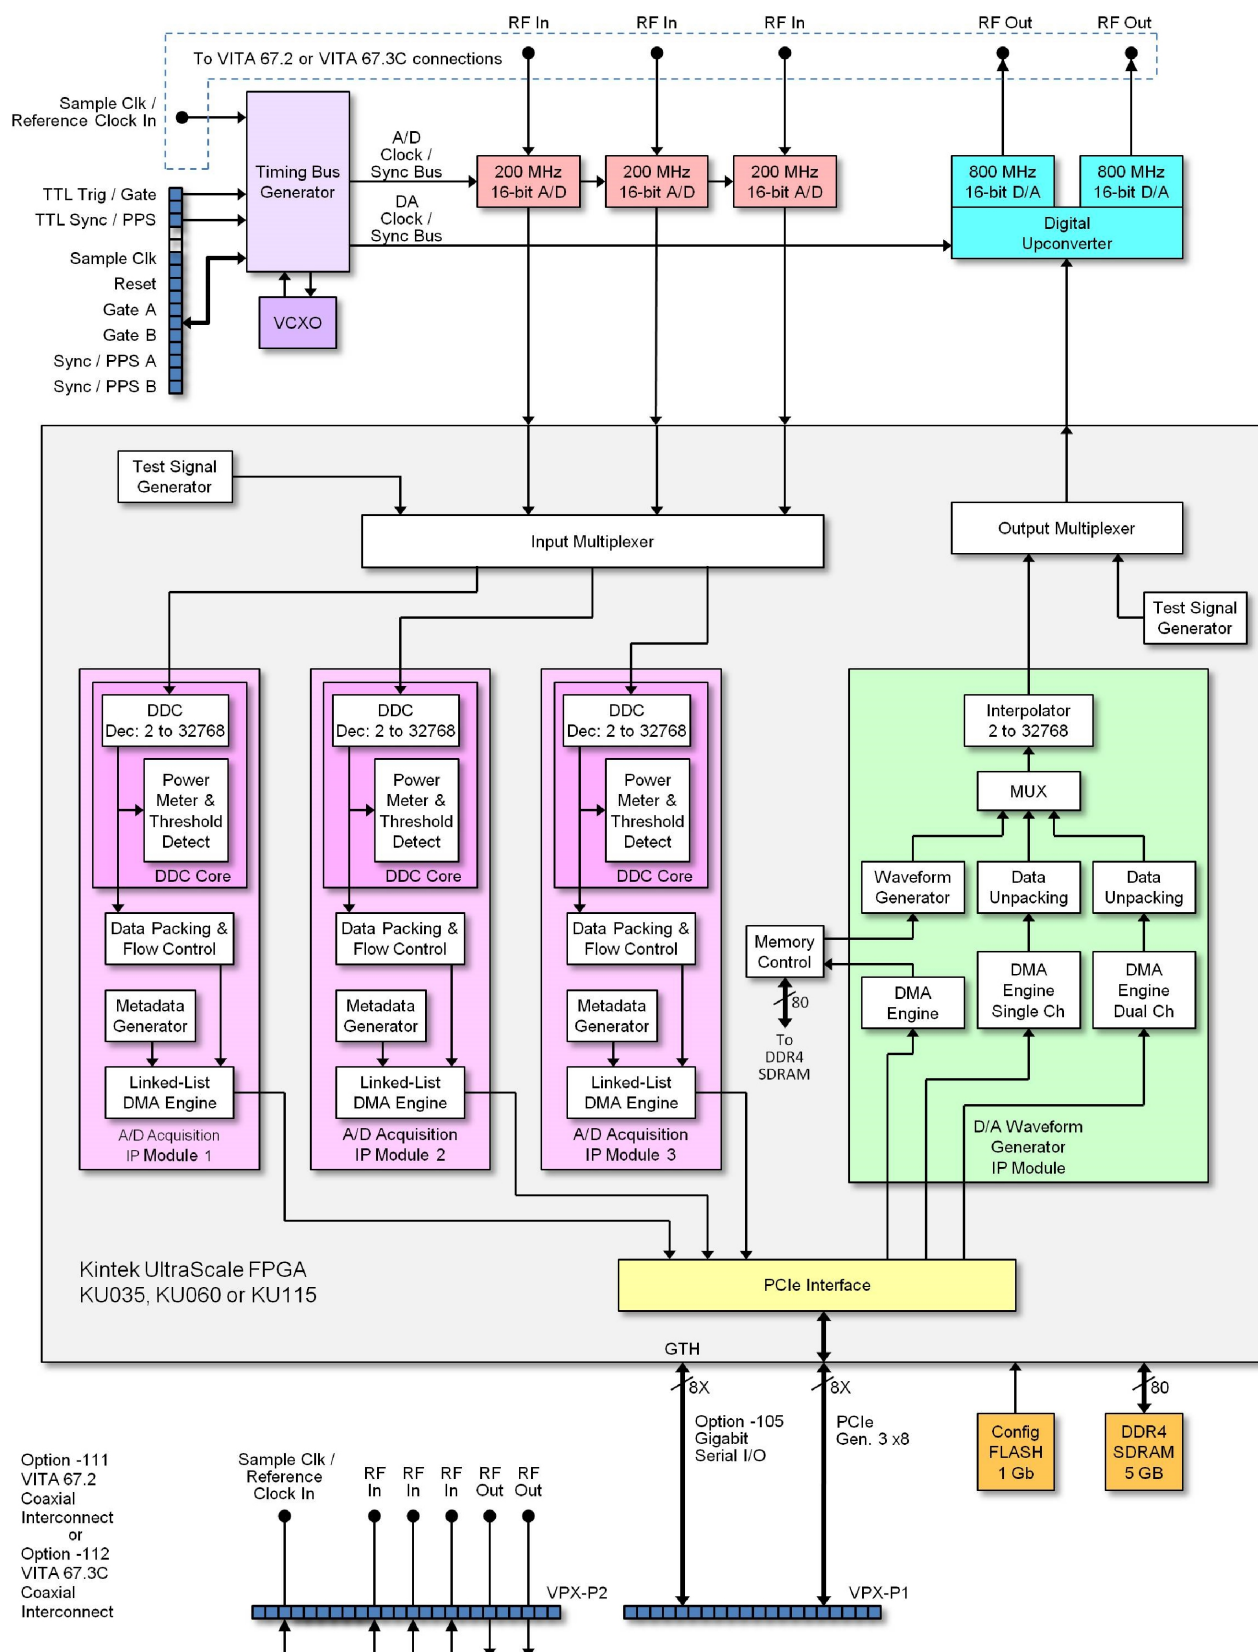 RF In
RF In
RF In
RF Out
RF Out
To VITA 67.2 or VITA 67.3C connections
Sample Clk /
Reference Clock In
Timing Bus
Generator
A/D
Clock /
Sync Bus
200 MHz
16-bit A/D
200 MHz
16-bit A/D
200 MHz
16-bit A/D
800 MHz
16-bit D/A
800 MHz
16-bit D/A
TTL Trig / Gate
TTL Sync / PPS
DA
Clock /
Sync Bus
Digital
Upconverter
Sample Clk
Reset
Gate A
Gate B
Sync / PPS A
Sync / PPS B
VCXO
Test Signal
Generator
Input Multiplexer
Output Multiplexer
Test Signal
Generator
DDC
Dec: 2 to 32768
Power
Meter &
Threshold
Detect
DDC Core
Data Packing &
Flow Control
Metadata
Generator
Linked-List
DMA Engine
A/D Acquisition
IP Module 1
DDC
Dec: 2 to 32768
Power
Meter &
Threshold
Detect
DDC Core
Data Packing &
Flow Control
Metadata
Generator
Linked-List
DMA Engine
A/D Acquisition
IP Module 2
DDC
Dec: 2 to 32768
Power
Meter &
Threshold
Detect
DDC Core
Data Packing &
Flow Control
Metadata
Generator
Linked-List
DMA Engine
A/D Acquisition
IP Module 3
Interpolator
2 to 32768
MUX
Waveform
Generator
Data
Unpacking
Data
Unpacking
Memory
Control
80
To
DDR4
SDRAM
DMA
Engine
DMA
Engine
Single Ch
DMA
Engine
Dual Ch
D/A Waveform
Generator
IP Module
Kintek UltraScale FPGA
KU035, KU060 or KU115
PCIe Interface
GTH
8X
8X
80
Option -105
Gigabit
Serial I/O
PCIe
Gen. 3 x8
Config
FLASH
1 Gb
DDR4
SDRAM
5 GB
Option -111
VITA 67.2
Coaxial
Interconnect
or
Option -112
VITA 67.3C
Coaxial
Interconnect
Sample Clk /
Reference
Clock In
RF
In
RF
In
RF
In
RF
Out
RF
Out
VPX-P2
VPX-P1